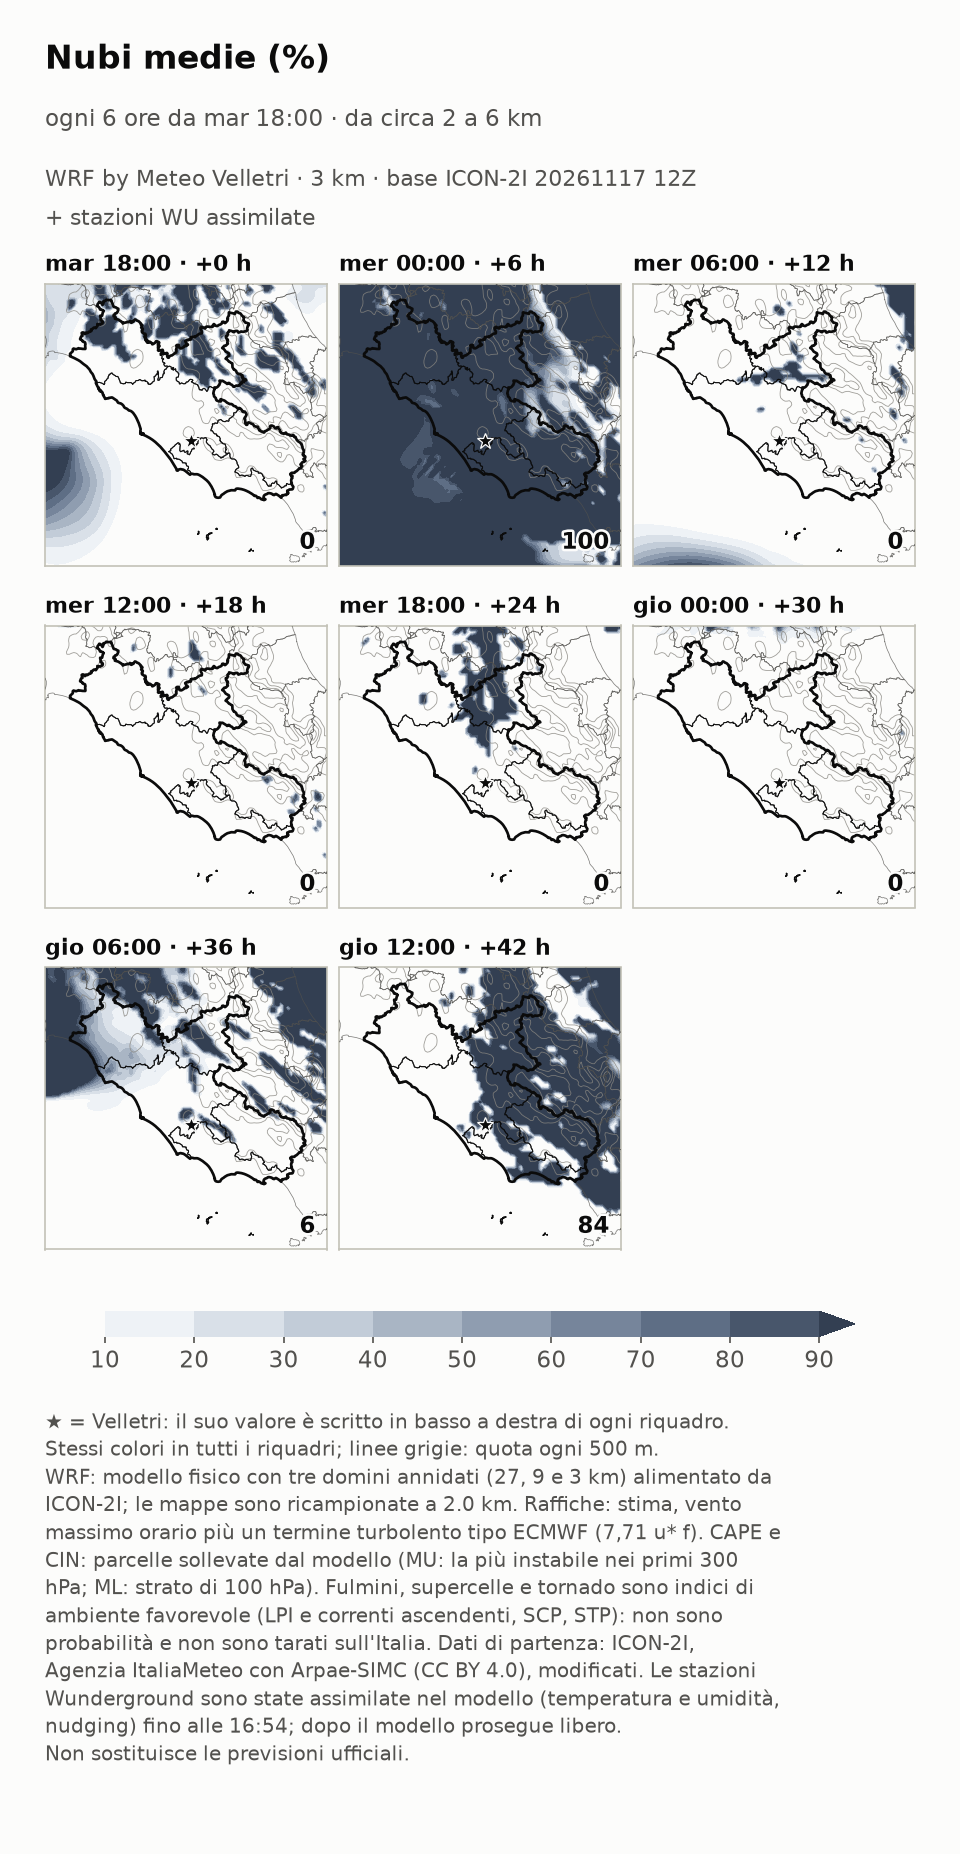 Nubi medie (%)
ogni 6 ore da mar 18:00 · da circa 2 a 6 km
WRF by Meteo Velletri · 3 km · base ICON-2I 20261117 12Z
+ stazioni WU assimilate
mar 18:00 · +0 h
mer 00:00 · +6 h
mer 06:00 · +12 h
0
100
0
mer 12:00 · +18 h
mer 18:00 · +24 h
gio 00:00 · +30 h
0
0
0
gio 06:00 · +36 h
gio 12:00 · +42 h
6
84
10 20 30 40 50 60 70 80 90
★ = Velletri: il suo valore è scritto in basso a destra di ogni riquadro.
Stessi colori in tutti i riquadri; linee grigie: quota ogni 500 m.
WRF: modello fisico con tre domini annidati (27, 9 e 3 km) alimentato da
ICON-2I; le mappe sono ricampionate a 2.0 km. Raffiche: stima, vento
massimo orario più un termine turbolento tipo ECMWF (7,71 u* f). CAPE e
CIN: parcelle sollevate dal modello (MU: la più instabile nei primi 300
hPa; ML: strato di 100 hPa). Fulmini, supercelle e tornado sono indici di
ambiente favorevole (LPI e correnti ascendenti, SCP, STP): non sono
probabilità e non sono tarati sull'Italia. Dati di partenza: ICON-2I,
Agenzia ItaliaMeteo con Arpae-SIMC (CC BY 4.0), modificati. Le stazioni
Wunderground sono state assimilate nel modello (temperatura e umidità,
nudging) fino alle 16:54; dopo il modello prosegue libero.
Non sostituisce le previsioni ufficiali.